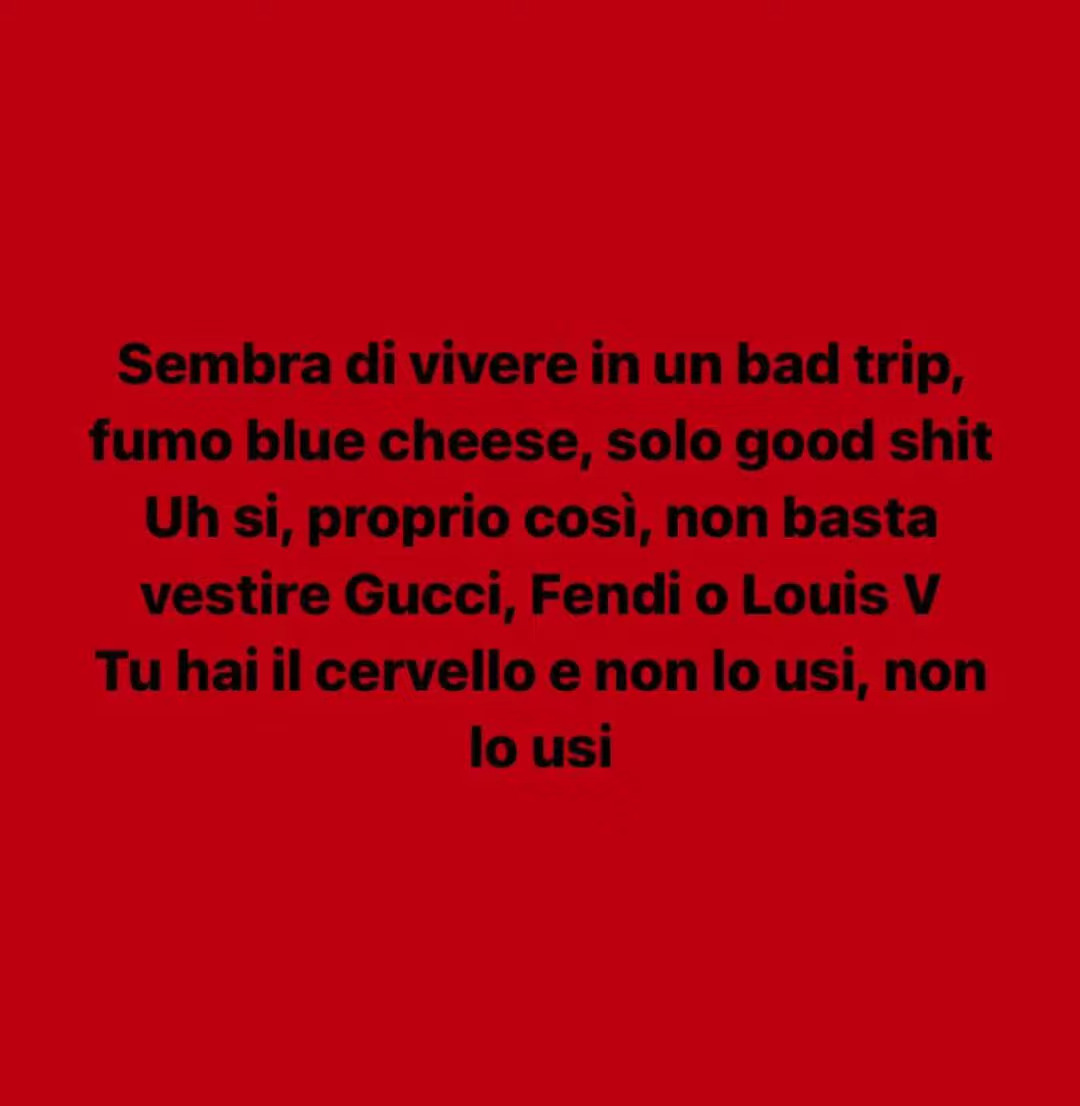 Sembra di vivere in un bad trip,
fumo blue cheese, solo good shit
Uh si, proprio così, non basta
vestire Gucci, Fendi o Louis V
Tu hai il cervello e non lo usi, non
lo usi